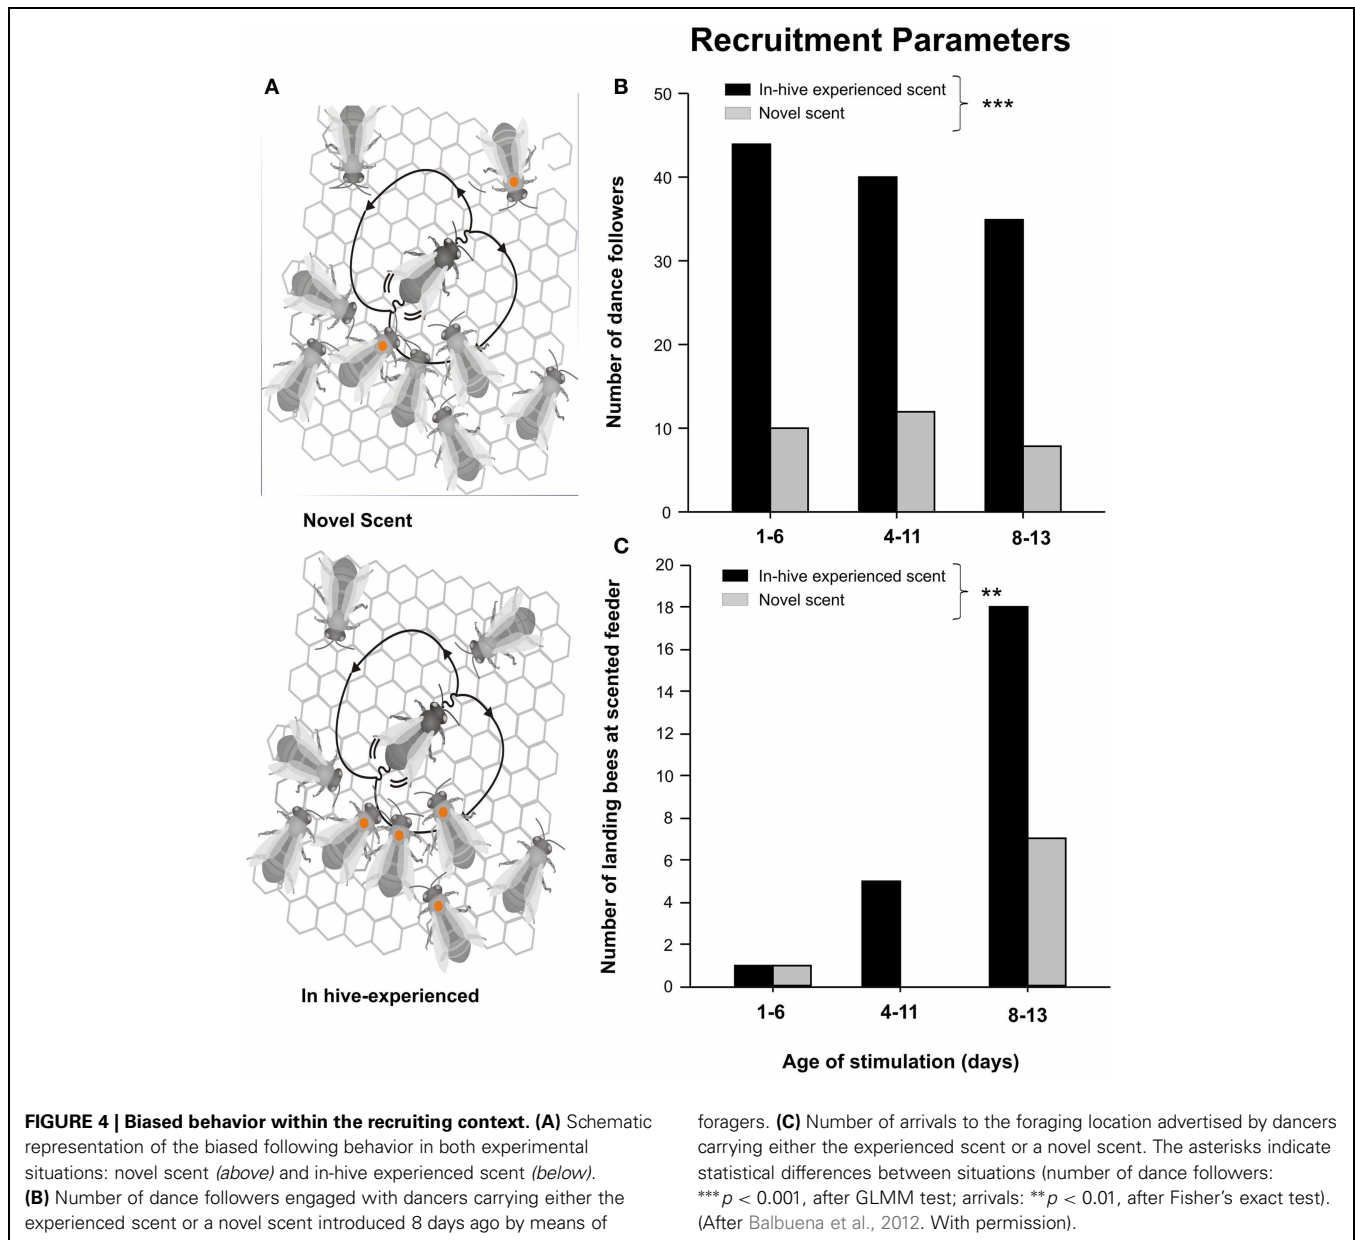 Recruitment Parameters
A
Novel Scent
In hive-experienced
B
In-hive experienced scent
Novel scent
***
Number of dance followers
50
40
30
20
10
0
1-6
4-11
8-13
C
In-hive experienced scent
Novel scent
**
Number of landing bees at scented feeder
20
18
16
14
12
10
8
6
4
2
0
1-6
4-11
8-13
Age of stimulation (days)
FIGURE 4 | Biased behavior within the recruiting context. (A) Schematic
representation of the biased following behavior in both experimental
situations: novel scent (above) and in-hive experienced scent (below).
(B) Number of dance followers engaged with dancers carrying either the
experienced scent or a novel scent introduced 8 days ago by means of
foragers. (C) Number of arrivals to the foraging location advertised by dancers
carrying either the experienced scent or a novel scent. The asterisks indicate
statistical differences between situations (number of dance followers:
***p < 0.001, after GLMM test; arrivals: **p < 0.01, after Fisher's exact test).
(After Balbuena et al., 2012. With permission).